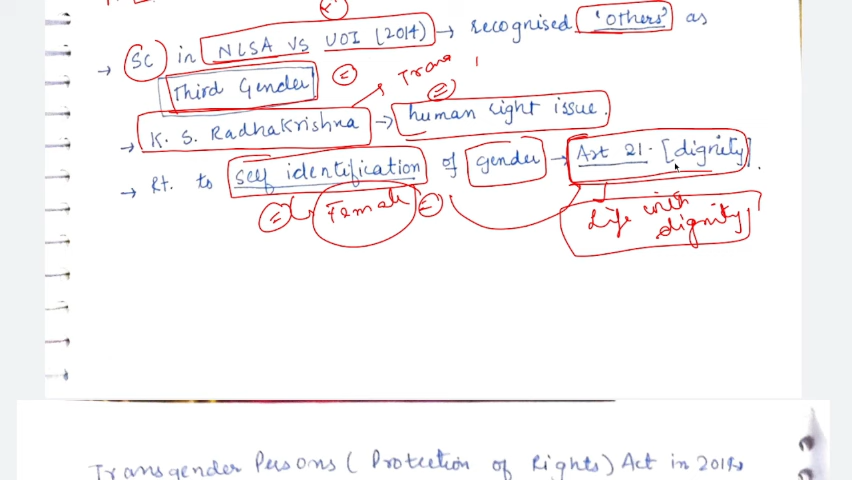 → SC in NLSA VS UOI (2014) → recognised 'others' as
Third Gender
Trans
→ K. S. RadhaKrishna → human right issue.
→ Rt. to self identification of gender → Art 21. [dignity].
Female
Life with
dignity
Transgender Persons ( Protection of Rights) Act in 2019